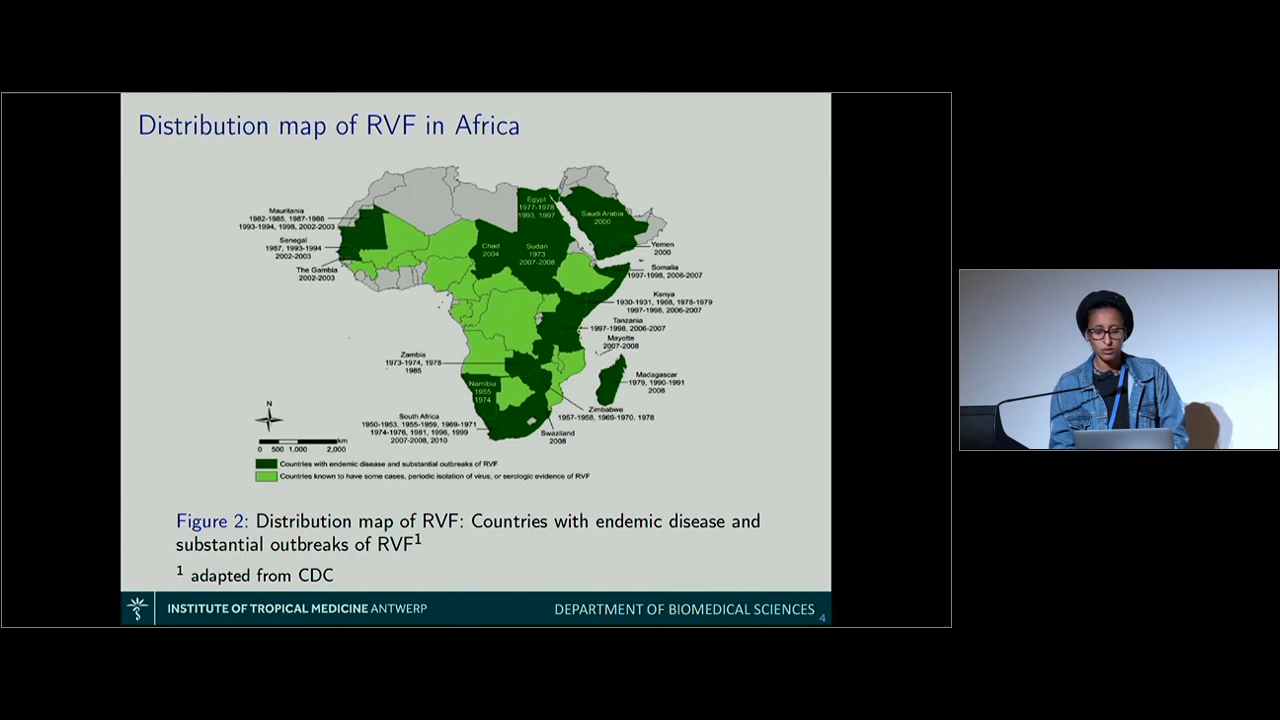 Distribution map of RVF in Africa
Mauritania
1982-1985, 1987-1988
1993-1994, 1998, 2002-2003
Senegal
1987, 1993-1994
2002-2003
The Gambia
2002-2003
Egypt
1977-1978
1993, 1997
Saudi Arabia
2000
Chad
2004
Sudan
1973
2007-2008
Yemen
2000
Somalia
1997-1998, 2006-2007
Kenya
1930-1931, 1968, 1978-1979
1997-1998, 2006-2007
Tanzania
1997-1998, 2006-2007
Mayotte
2007-2008
Zambia
1973-1974, 1978
1985
Namibia
1955
1974
Madagascar
1979, 1990-1991
2008
Zimbabwe
1957-1958, 1969-1970, 1978
South Africa
1950-1953, 1955-1959, 1969-1971
1974-1976, 1981, 1996, 1999
2007-2008, 2010
Swaziland
2008
N
km
0 500 1,000 2,000
Countries with endemic disease and substantial outbreaks of RVF
Countries known to have some cases, periodic isolation of virus, or serologic evidence of RVF
Figure 2: Distribution map of RVF: Countries with endemic disease and
substantial outbreaks of RVF¹
¹ adapted from CDC
INSTITUTE OF TROPICAL MEDICINE ANTWERP
DEPARTMENT OF BIOMEDICAL SCIENCES
4